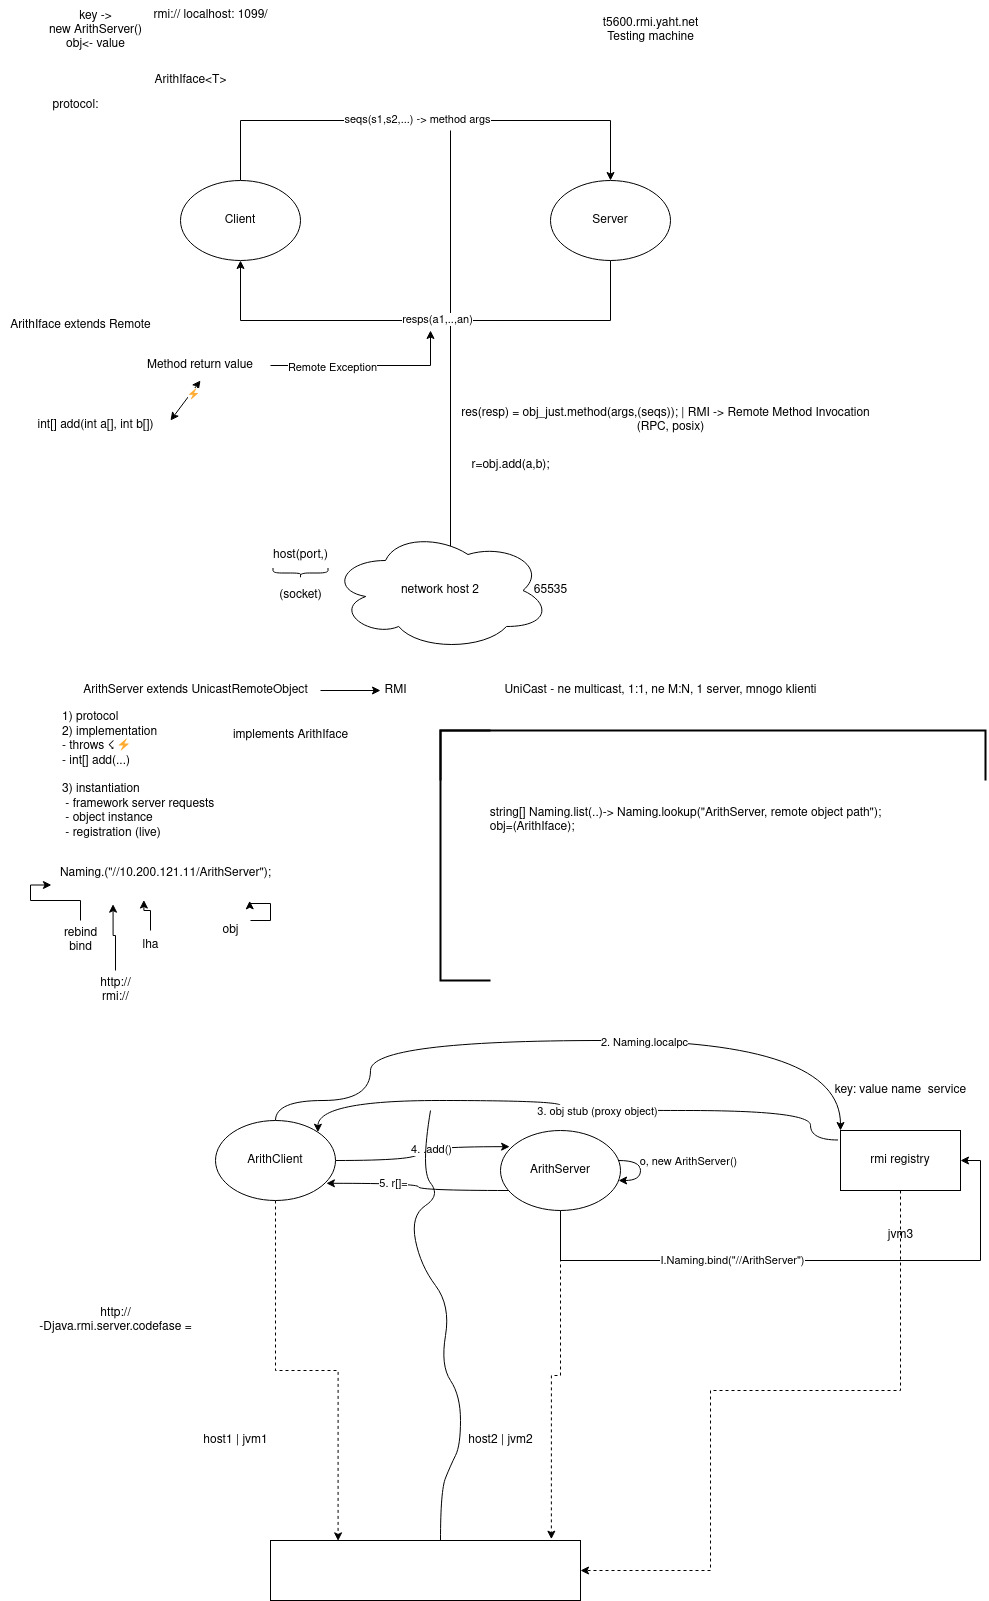 key ->
new ArithServer()
obj<- value
rmi:// localhost: 1099/
t5600.rmi.yaht.net
Testing machine
ArithIface<T>
protocol:
seqs(s1,s2,...) -> method args
Client
Server
resps(a1,..,an)
ArithIface extends Remote
Method return value
Remote Exception
⚡
int[] add(int a[], int b[])
res(resp) = obj_just.method(args,(seqs)); | RMI -> Remote Method Invocation
(RPC, posix)
r=obj.add(a,b);
host(port,)
(socket)
network host 2
65535
ArithServer extends UnicastRemoteObject
RMI
UniCast - ne multicast, 1:1, ne M:N, 1 server, mnogo klienti
1) protocol
2) implementation
- throws ☇⚡
- int[] add(...)
implements ArithIface
3) instantiation
- framework server requests
- object instance
- registration (live)
string[] Naming.list(..)-> Naming.lookup("ArithServer, remote object path");
obj=(ArithIface);
Naming.("//10.200.121.11/ArithServer");
rebind
bind
lha
obj
http://
rmi://
2. Naming.localpc
key: value name  service
3. obj stub (proxy object)
ArithClient
4. .add()
ArithServer
o, new ArithServer()
rmi registry
5. r[]=
jvm3
I.Naming.bind("//ArithServer")
http://
-Djava.rmi.server.codefase =
host1 | jvm1
host2 | jvm2